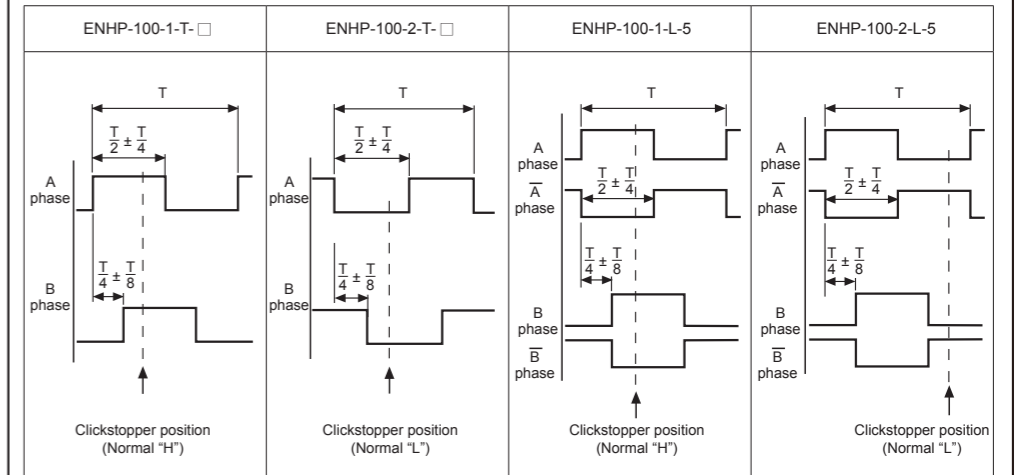 ENHP-100-1-T- □
ENHP-100-2-T- □
ENHP-100-1-L-5
ENHP-100-2-L-5
T
T/2 ± T/4
A
phase
T/4 ± T/8
B
phase
Clickstopper position
(Normal “H”)
T
T/2 ± T/4
A
phase
T/4 ± T/8
B
phase
Clickstopper position
(Normal “L”)
T
A
phase
T/2 ± T/4
A̅
phase
T/4 ± T/8
B
phase
B̅
phase
Clickstopper position
(Normal “H”)
T
A
phase
T/2 ± T/4
A̅
phase
T/4 ± T/8
B
phase
B̅
phase
Clickstopper position
(Normal “L”)